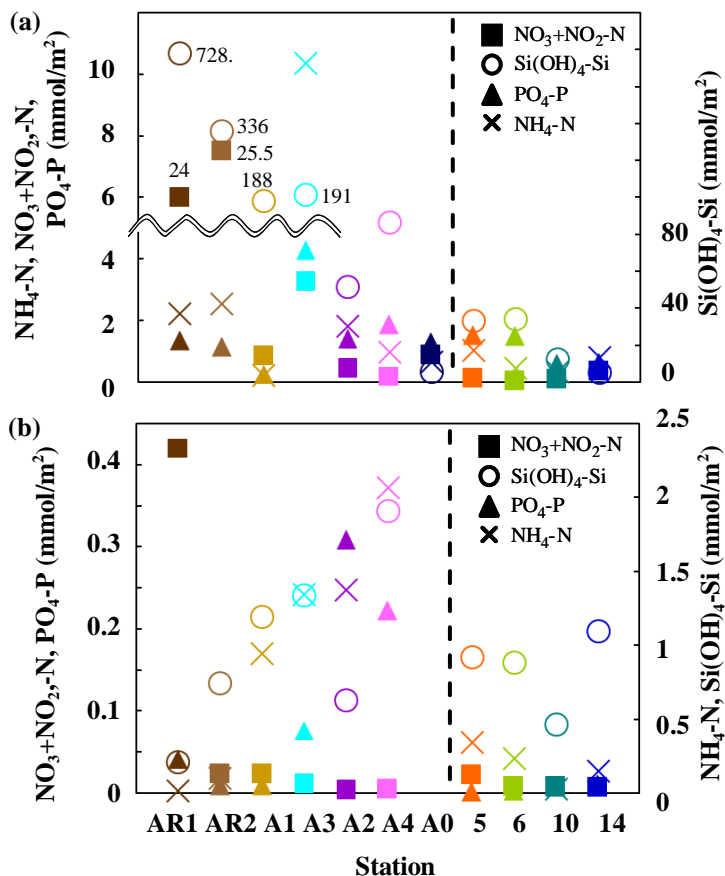 (a)
NH₄-N, NO₃+NO₂,-N,
PO₄-P (mmol/m²)
10
8
6
4
2
0
728.
24
336
25.5
188
191
NO₃+NO₂-N
Si(OH)₄-Si
PO₄-P
NH₄-N
80
40
0
Si(OH)₄-Si (mmol/m²)
(b)
NO₃+NO₂,-N, PO₄-P (mmol/m²)
0.4
0.3
0.2
0.1
0
NO₃+NO₂-N
Si(OH)₄-Si
PO₄-P
NH₄-N
2.5
2
1.5
1
0.5
0
NH₄-N, Si(OH)₄-Si (mmol/m²)
AR1 AR2 A1 A3 A2 A4 A0 5 6 10 14
Station